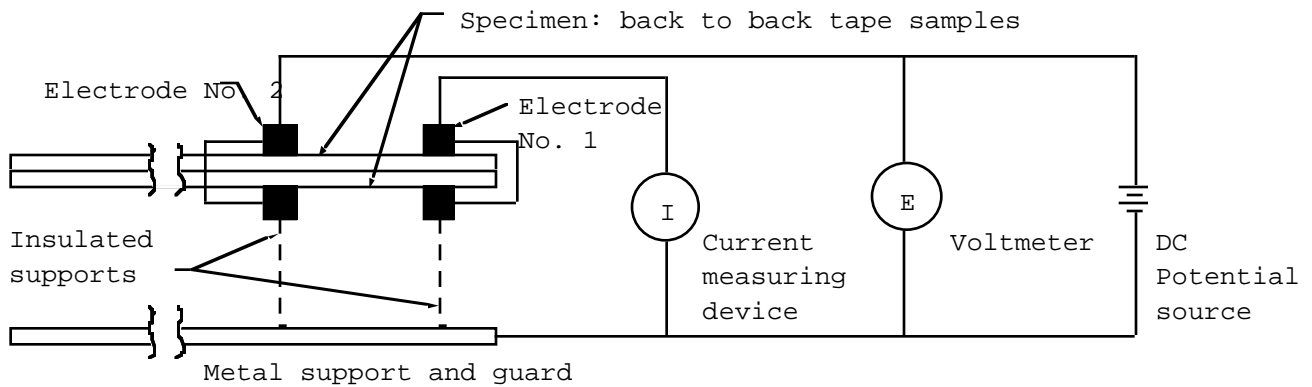 Specimen: back to back tape samples
Electrode No. 2
Electrode
No. 1
I
E
Insulated
supports
Current
measuring
device
Voltmeter
DC
Potential
source
Metal support and guard